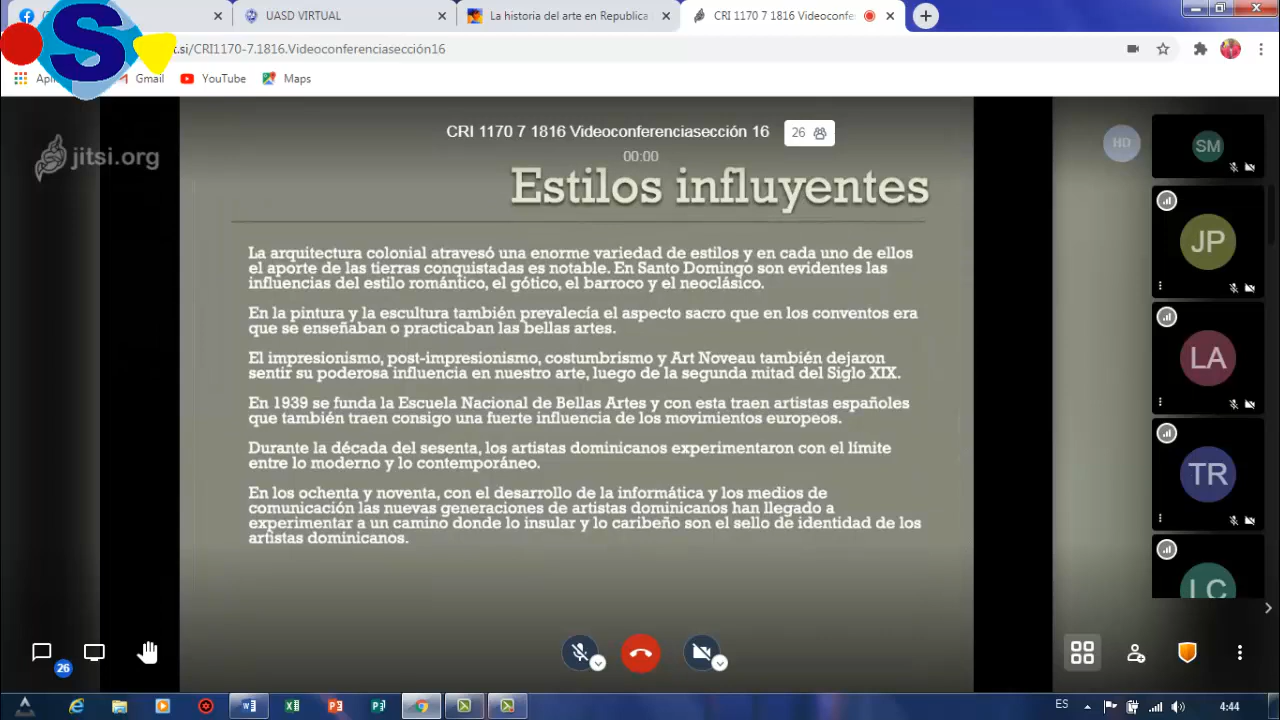 UASD VIRTUAL
La historia del arte en Republica
CRI 1170 7 1816 Videoconfe
S
t.si/CRI1170-7.1816.Videoconferenciasección16
Gmail
YouTube
Maps
jitsi.org
CRI 1170 7 1816 Videoconferenciasección 16
26
00:00
HD
SM
JP
LA
TR
LC
Estilos influyentes
La arquitectura colonial atravesó una enorme variedad de estilos y en cada uno de ellos
el aporte de las tierras conquistadas es notable. En Santo Domingo son evidentes las
influencias del estilo romántico, el gótico, el barroco y el neoclásico.
En la pintura y la escultura también prevalecía el aspecto sacro que en los conventos era
que se enseñaban o practicaban las bellas artes.
El impresionismo, post-impresionismo, costumbrismo y Art Noveau también dejaron
sentir su poderosa influencia en nuestro arte, luego de la segunda mitad del Siglo XIX.
En 1939 se funda la Escuela Nacional de Bellas Artes y con esta traen artistas españoles
que también traen consigo una fuerte influencia de los movimientos europeos.
Durante la década del sesenta, los artistas dominicanos experimentaron con el límite
entre lo moderno y lo contemporáneo.
En los ochenta y noventa, con el desarrollo de la informática y los medios de
comunicación las nuevas generaciones de artistas dominicanos han llegado a
experimentar a un camino donde lo insular y lo caribeño son el sello de identidad de los
artistas dominicanos.
26
ES
4:44